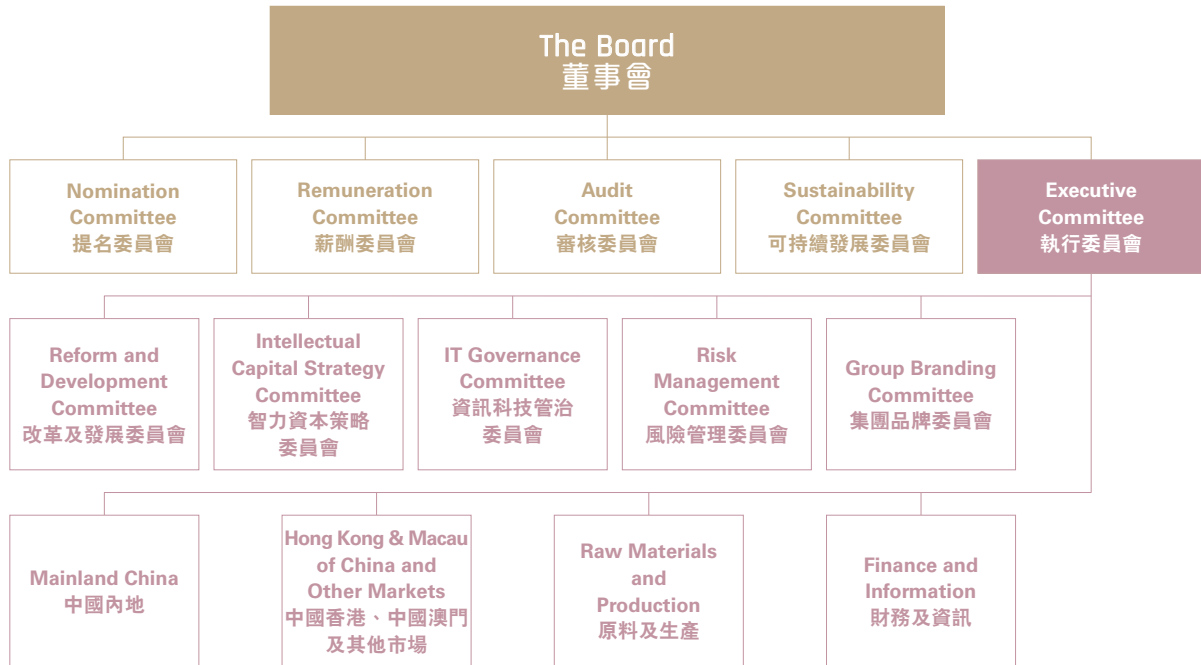 The Board
董事會
Nomination
Committee
提名委員會
Remuneration
Committee
薪酬委員會
Audit
Committee
審核委員會
Sustainability
Committee
可持續發展委員會
Executive
Committee
執行委員會
Reform and
Development
Committee
改革及發展委員會
Intellectual
Capital Strategy
Committee
智力資本策略
委員會
IT Governance
Committee
資訊科技管治
委員會
Risk
Management
Committee
風險管理委員會
Group Branding
Committee
集團品牌委員會
Mainland China
中國內地
Hong Kong & Macau
of China and
Other Markets
中國香港、中國澳門
及其他市場
Raw Materials
and
Production
原料及生產
Finance and
Information
財務及資訊